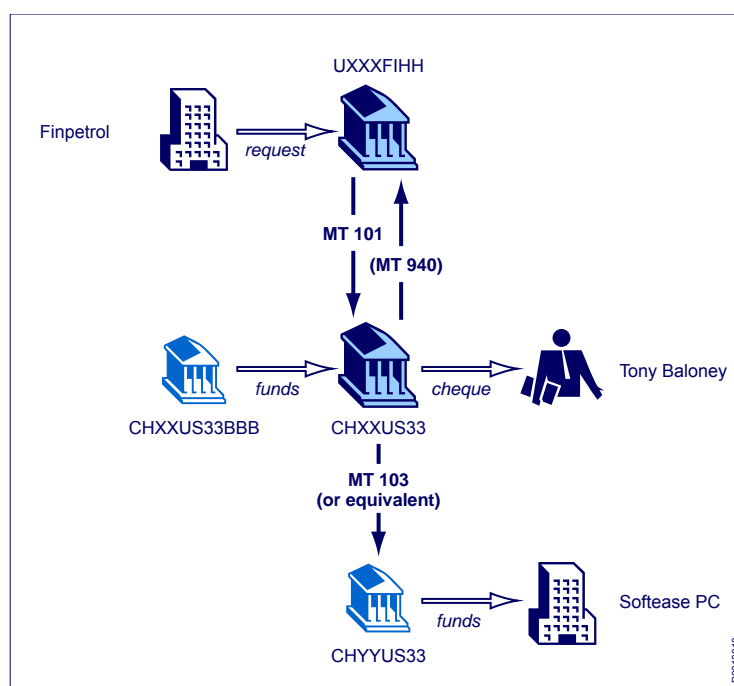 UXXXFIHH
Finpetrol
request
MT 101
(MT 940)
funds
cheque
Tony Baloney
CHXXUS33BBB
CHXXUS33
MT 103
(or equivalent)
funds
Softease PC
CHYYUS33